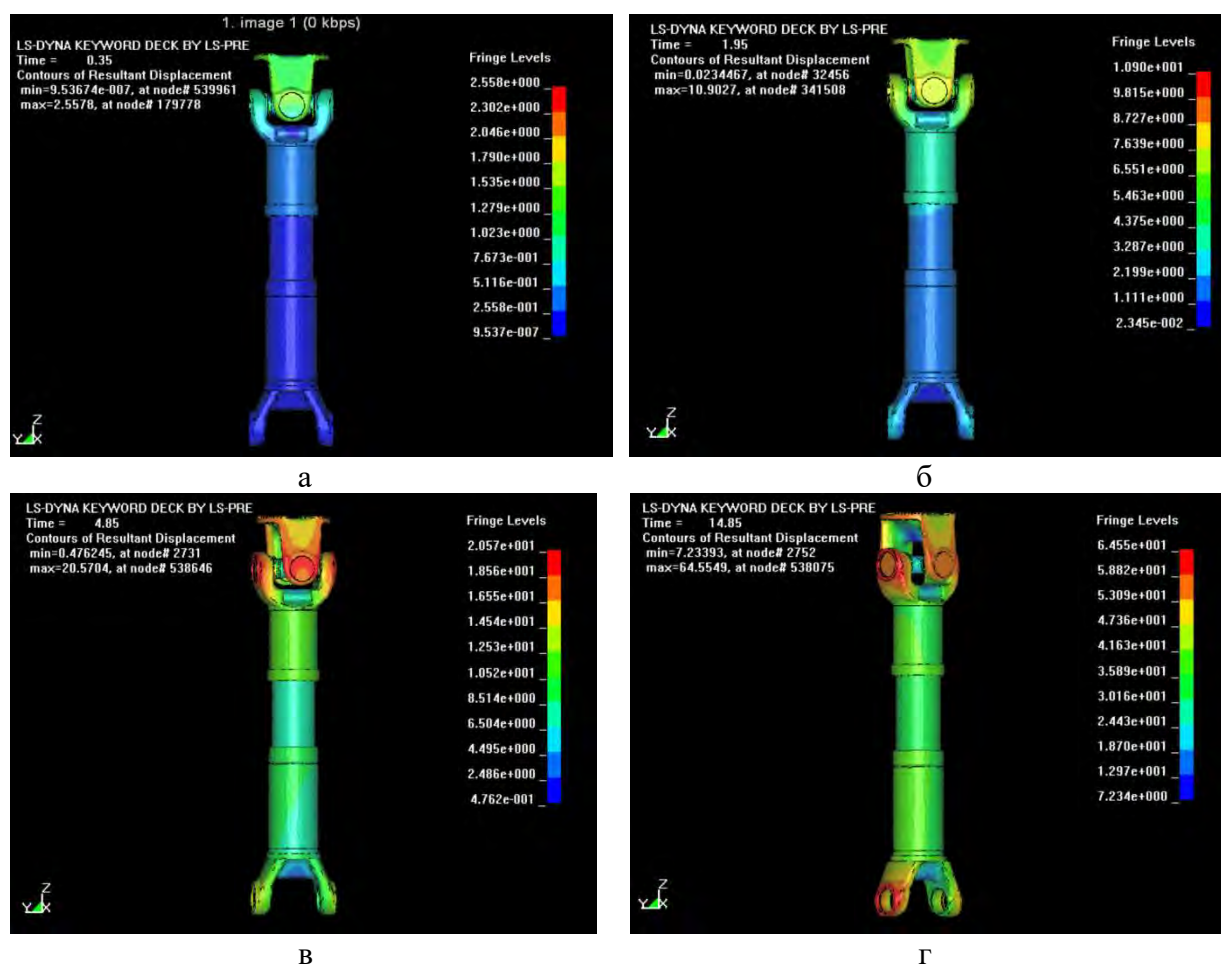 1. image 1 (0 kbps)
LS-DYNA KEYWORD DECK BY LS-PRE
Time = 0.35
Contours of Resultant Displacement
min=9.53674e-007, at node# 539961
max=2.5578, at node# 179778
Fringe Levels
2.558e+000
2.302e+000
2.046e+000
1.790e+000
1.535e+000
1.279e+000
1.023e+000
7.673e-001
5.116e-001
2.558e-001
9.537e-007
Z
Y X
а
LS-DYNA KEYWORD DECK BY LS-PRE
Time = 1.95
Contours of Resultant Displacement
min=0.0234467, at node# 32456
max=10.9027, at node# 341508
Fringe Levels
1.090e+001
9.815e+000
8.727e+000
7.639e+000
6.551e+000
5.463e+000
4.375e+000
3.287e+000
2.199e+000
1.111e+000
2.345e-002
Z
Y X
б
LS-DYNA KEYWORD DECK BY LS-PRE
Time = 4.85
Contours of Resultant Displacement
min=0.476245, at node# 2731
max=20.5704, at node# 538646
Fringe Levels
2.057e+001
1.856e+001
1.655e+001
1.454e+001
1.253e+001
1.052e+001
8.514e+000
6.504e+000
4.495e+000
2.486e+000
4.762e-001
Z
Y X
в
LS-DYNA KEYWORD DECK BY LS-PRE
Time = 14.85
Contours of Resultant Displacement
min=7.23393, at node# 2752
max=64.5549, at node# 538075
Fringe Levels
6.455e+001
5.882e+001
5.309e+001
4.736e+001
4.163e+001
3.589e+001
3.016e+001
2.443e+001
1.870e+001
1.297e+001
7.234e+000
Z
Y X
г